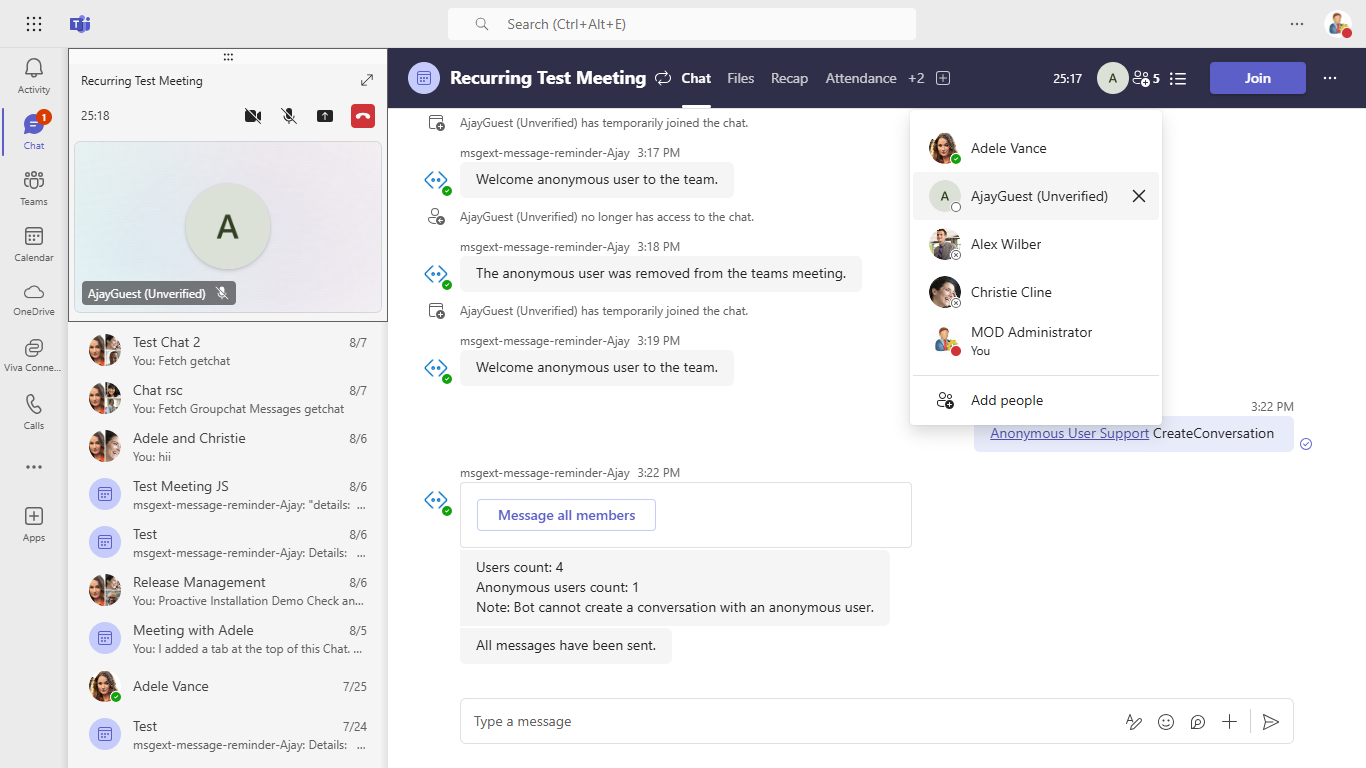 Search (Ctrl+Alt+E)
Activity
1
Chat
Teams
Calendar
OneDrive
Viva Conne...
Calls
Apps
Recurring Test Meeting
25:18
A
AjayGuest (Unverified)
Test Chat 2 8/7
You: Fetch getchat
Chat rsc 8/7
You: Fetch Groupchat Messages getchat
Adele and Christie 8/6
You: hii
Test Meeting JS 8/6
msgext-message-reminder-Ajay: "details: ...
Test 8/6
msgext-message-reminder-Ajay: Details: ...
Release Management 8/6
You: Proactive Installation Demo Check an...
Meeting with Adele 8/5
You: I added a tab at the top of this Chat. ...
Adele Vance 7/25
Test 7/24
msgext-message-reminder-Ajay: Details: ...
Recurring Test Meeting Chat Files Recap Attendance +2 25:17 A 5 Join
AjayGuest (Unverified) has temporarily joined the chat.
msgext-message-reminder-Ajay 3:17 PM
Welcome anonymous user to the team.
AjayGuest (Unverified) no longer has access to the chat.
msgext-message-reminder-Ajay 3:18 PM
The anonymous user was removed from the teams meeting.
AjayGuest (Unverified) has temporarily joined the chat.
msgext-message-reminder-Ajay 3:19 PM
Welcome anonymous user to the team.
Adele Vance
A AjayGuest (Unverified)
Alex Wilber
Christie Cline
MOD Administrator
You
Add people
3:22 PM
Anonymous User Support CreateConversation
msgext-message-reminder-Ajay 3:22 PM
Message all members
Users count: 4
Anonymous users count: 1
Note: Bot cannot create a conversation with an anonymous user.
All messages have been sent.
Type a message